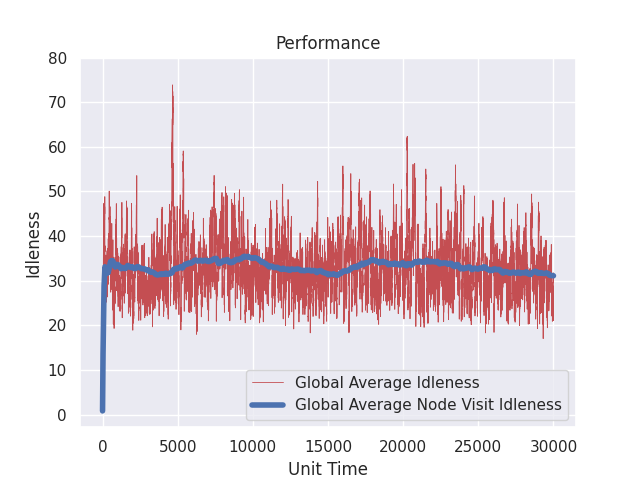 Performance
80
70
60
50
40
30
20
10
0
Idleness
Global Average Idleness
Global Average Node Visit Idleness
0 5000 10000 15000 20000 25000 30000
Unit Time